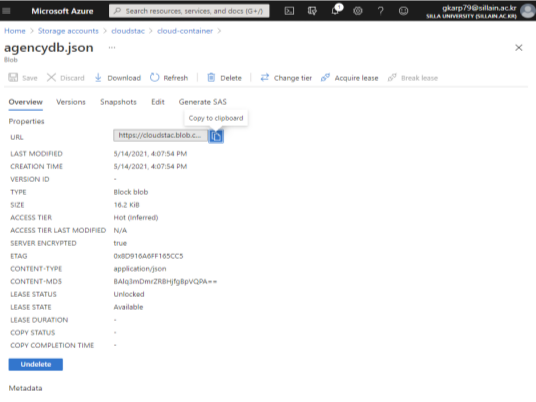 Microsoft Azure
Search resources, services, and docs (G+/)
1
gkarp79@sillain.ac.kr
SILLA UNIVERSITY (SILLAIN.AC.KR)
Home > Storage accounts > cloudstac > cloud-container >
agencydb.json ...
Blob
Save Discard Download Refresh Delete Change tier Acquire lease Break lease
Overview Versions Snapshots Edit Generate SAS
Copy to clipboard
Properties
URL https://cloudstac.blob.c...
LAST MODIFIED 5/14/2021, 4:07:54 PM
CREATION TIME 5/14/2021, 4:07:54 PM
VERSION ID -
TYPE Block blob
SIZE 16.2 KiB
ACCESS TIER Hot (Inferred)
ACCESS TIER LAST MODIFIED N/A
SERVER ENCRYPTED true
ETAG 0x8D916A6FF165CC5
CONTENT-TYPE application/json
CONTENT-MD5 BAlq3mDmrZRBHjfgBpVQPA==
LEASE STATUS Unlocked
LEASE STATE Available
LEASE DURATION -
COPY STATUS -
COPY COMPLETION TIME -
Undelete
Metadata